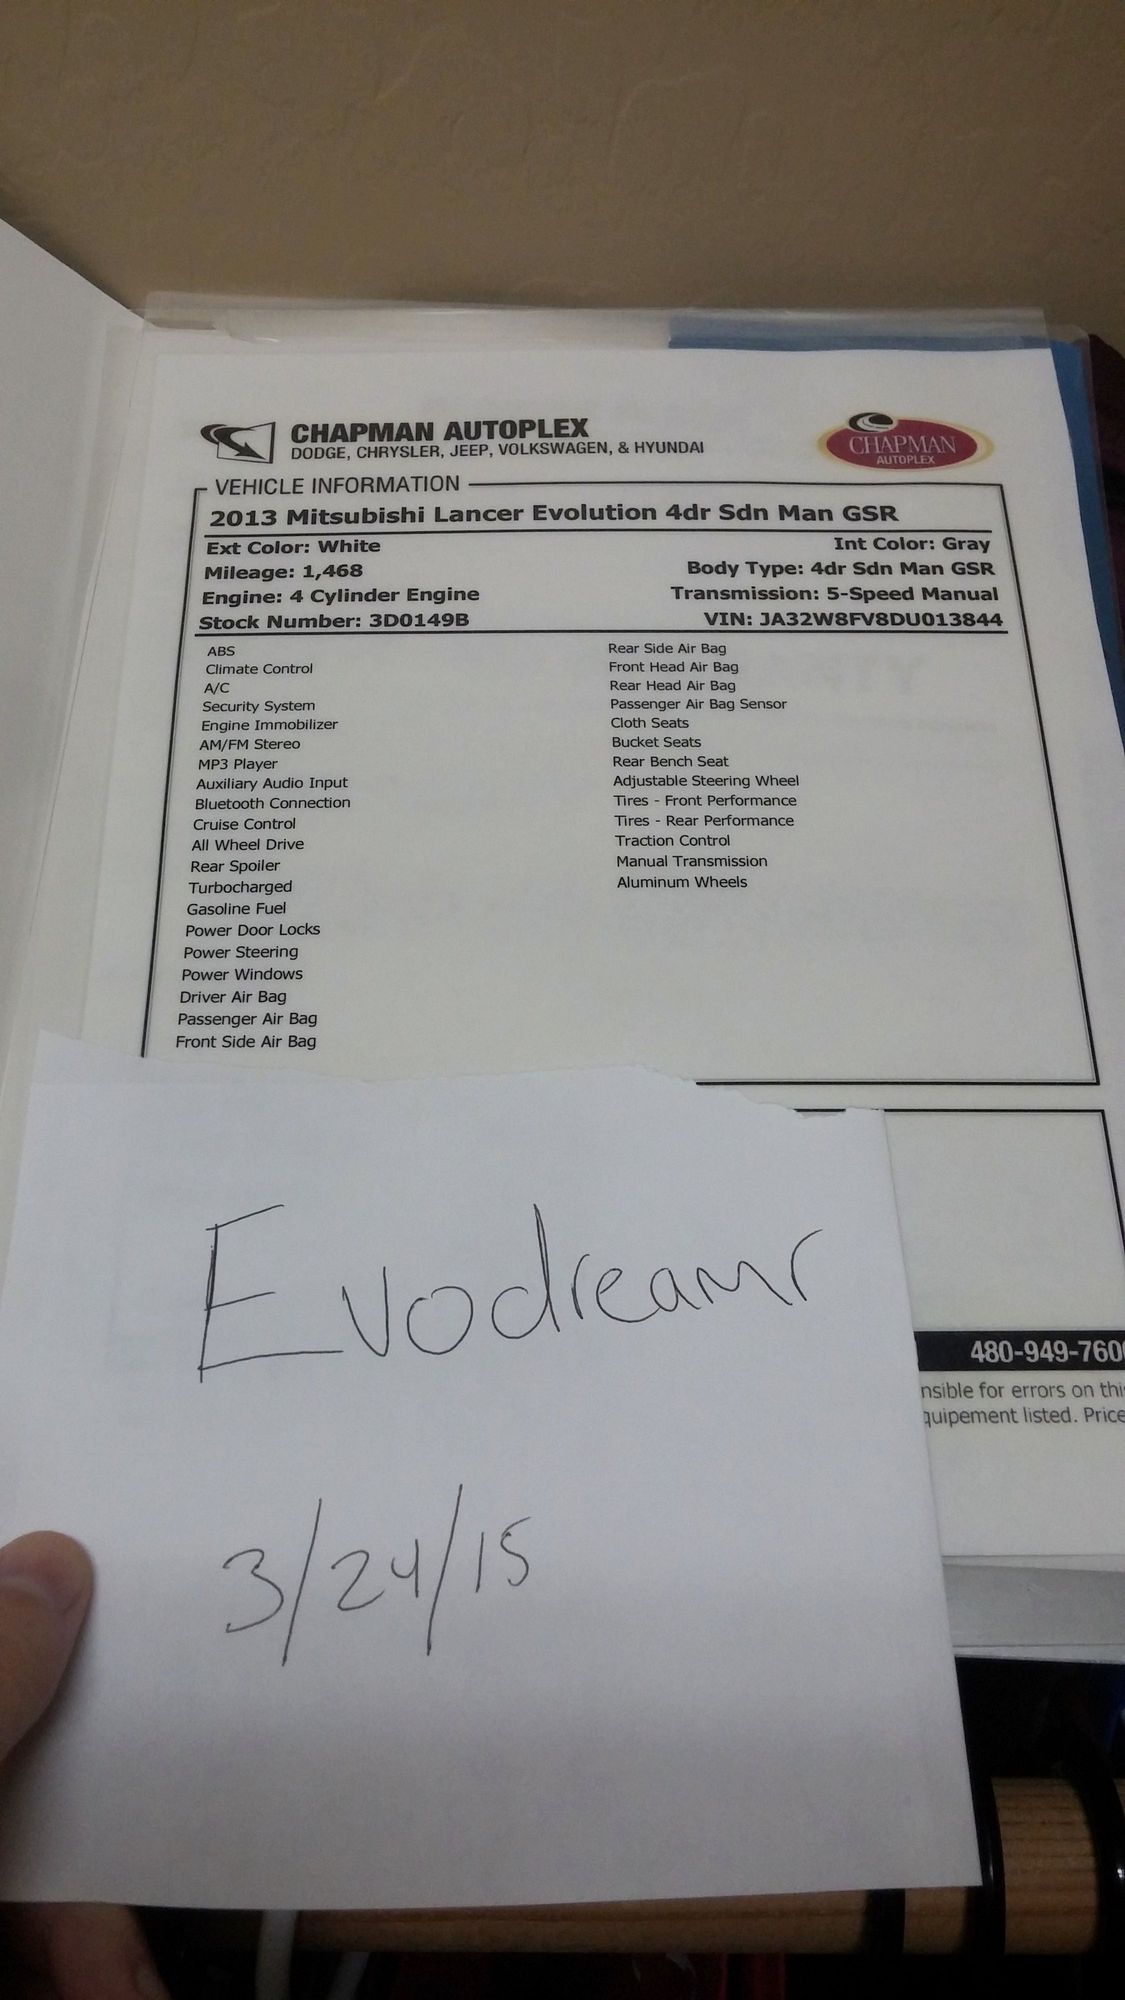 CHAPMAN AUTOPLEX
DODGE, CHRYSLER, JEEP, VOLKSWAGEN, & HYUNDAI
CHAPMAN
AUTOPLEX
VEHICLE INFORMATION
2013 Mitsubishi Lancer Evolution 4dr Sdn Man GSR
Ext Color: White
Int Color: Gray
Mileage: 1,468
Body Type: 4dr Sdn Man GSR
Engine: 4 Cylinder Engine
Transmission: 5-Speed Manual
Stock Number: 3D0149B
VIN: JA32W8FV8DU013844
ABS
Climate Control
A/C
Security System
Engine Immobilizer
AM/FM Stereo
MP3 Player
Auxiliary Audio Input
Bluetooth Connection
Cruise Control
All Wheel Drive
Rear Spoiler
Turbocharged
Gasoline Fuel
Power Door Locks
Power Steering
Power Windows
Driver Air Bag
Passenger Air Bag
Front Side Air Bag
Rear Side Air Bag
Front Head Air Bag
Rear Head Air Bag
Passenger Air Bag Sensor
Cloth Seats
Bucket Seats
Rear Bench Seat
Adjustable Steering Wheel
Tires - Front Performance
Tires - Rear Performance
Traction Control
Manual Transmission
Aluminum Wheels
480-949-760
nsible for errors on thi
quipement listed. Price
Evodreamr
3/24/15